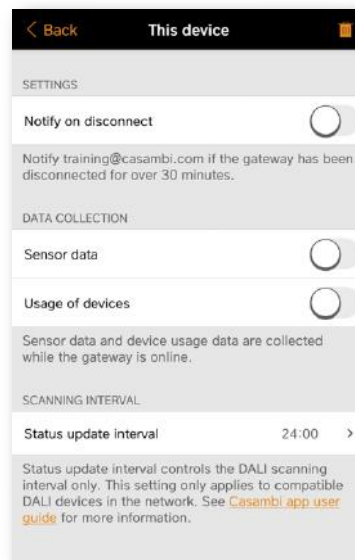 < Back This device
SETTINGS
Notify on disconnect
Notify training@casambi.com if the gateway has been
disconnected for over 30 minutes.
DATA COLLECTION
Sensor data
Usage of devices
Sensor data and device usage data are collected
while the gateway is online.
SCANNING INTERVAL
Status update interval 24:00 >
Status update interval controls the DALI scanning
interval only. This setting only applies to compatible
DALI devices in the network. See Casambi app user
guide for more information.